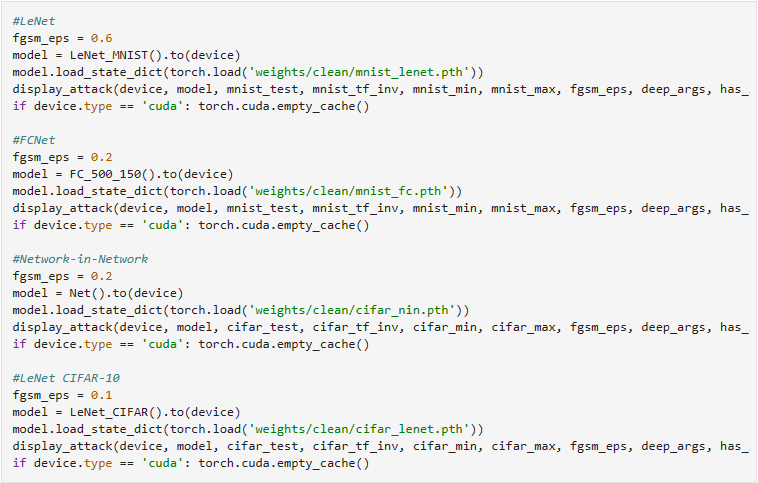 #LeNet
fgsm_eps = 0.6
model = LeNet_MNIST().to(device)
model.load_state_dict(torch.load('weights/clean/mnist_lenet.pth'))
display_attack(device, model, mnist_test, mnist_tf_inv, mnist_min, mnist_max, fgsm_eps, deep_args, has_
if device.type == 'cuda': torch.cuda.empty_cache()
#FCNet
fgsm_eps = 0.2
model = FC_500_150().to(device)
model.load_state_dict(torch.load('weights/clean/mnist_fc.pth'))
display_attack(device, model, mnist_test, mnist_tf_inv, mnist_min, mnist_max, fgsm_eps, deep_args, has_
if device.type == 'cuda': torch.cuda.empty_cache()
#Network-in-Network
fgsm_eps = 0.2
model = Net().to(device)
model.load_state_dict(torch.load('weights/clean/cifar_nin.pth'))
display_attack(device, model, cifar_test, cifar_tf_inv, cifar_min, cifar_max, fgsm_eps, deep_args, has_
if device.type == 'cuda': torch.cuda.empty_cache()
#LeNet CIFAR-10
fgsm_eps = 0.1
model = LeNet_CIFAR().to(device)
model.load_state_dict(torch.load('weights/clean/cifar_lenet.pth'))
display_attack(device, model, cifar_test, cifar_tf_inv, cifar_min, cifar_max, fgsm_eps, deep_args, has_
if device.type == 'cuda': torch.cuda.empty_cache()